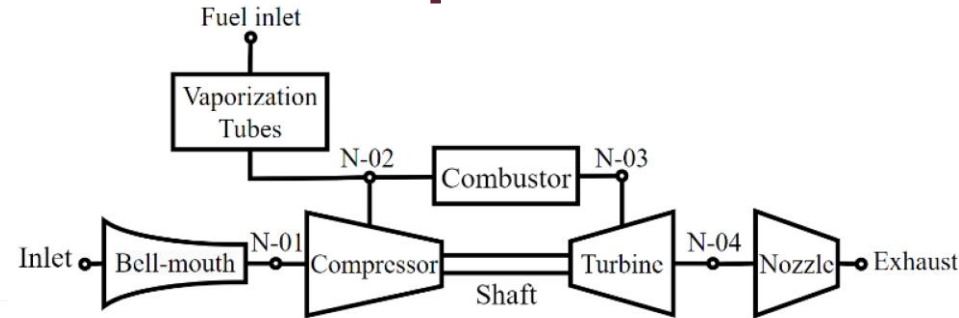 Fuel inlet
Vaporization
Tubes
N-02
N-03
Combustor
Inlet
Bell-mouth
N-01
Compressor
Shaft
Turbine
N-04
Nozzle
Exhaust